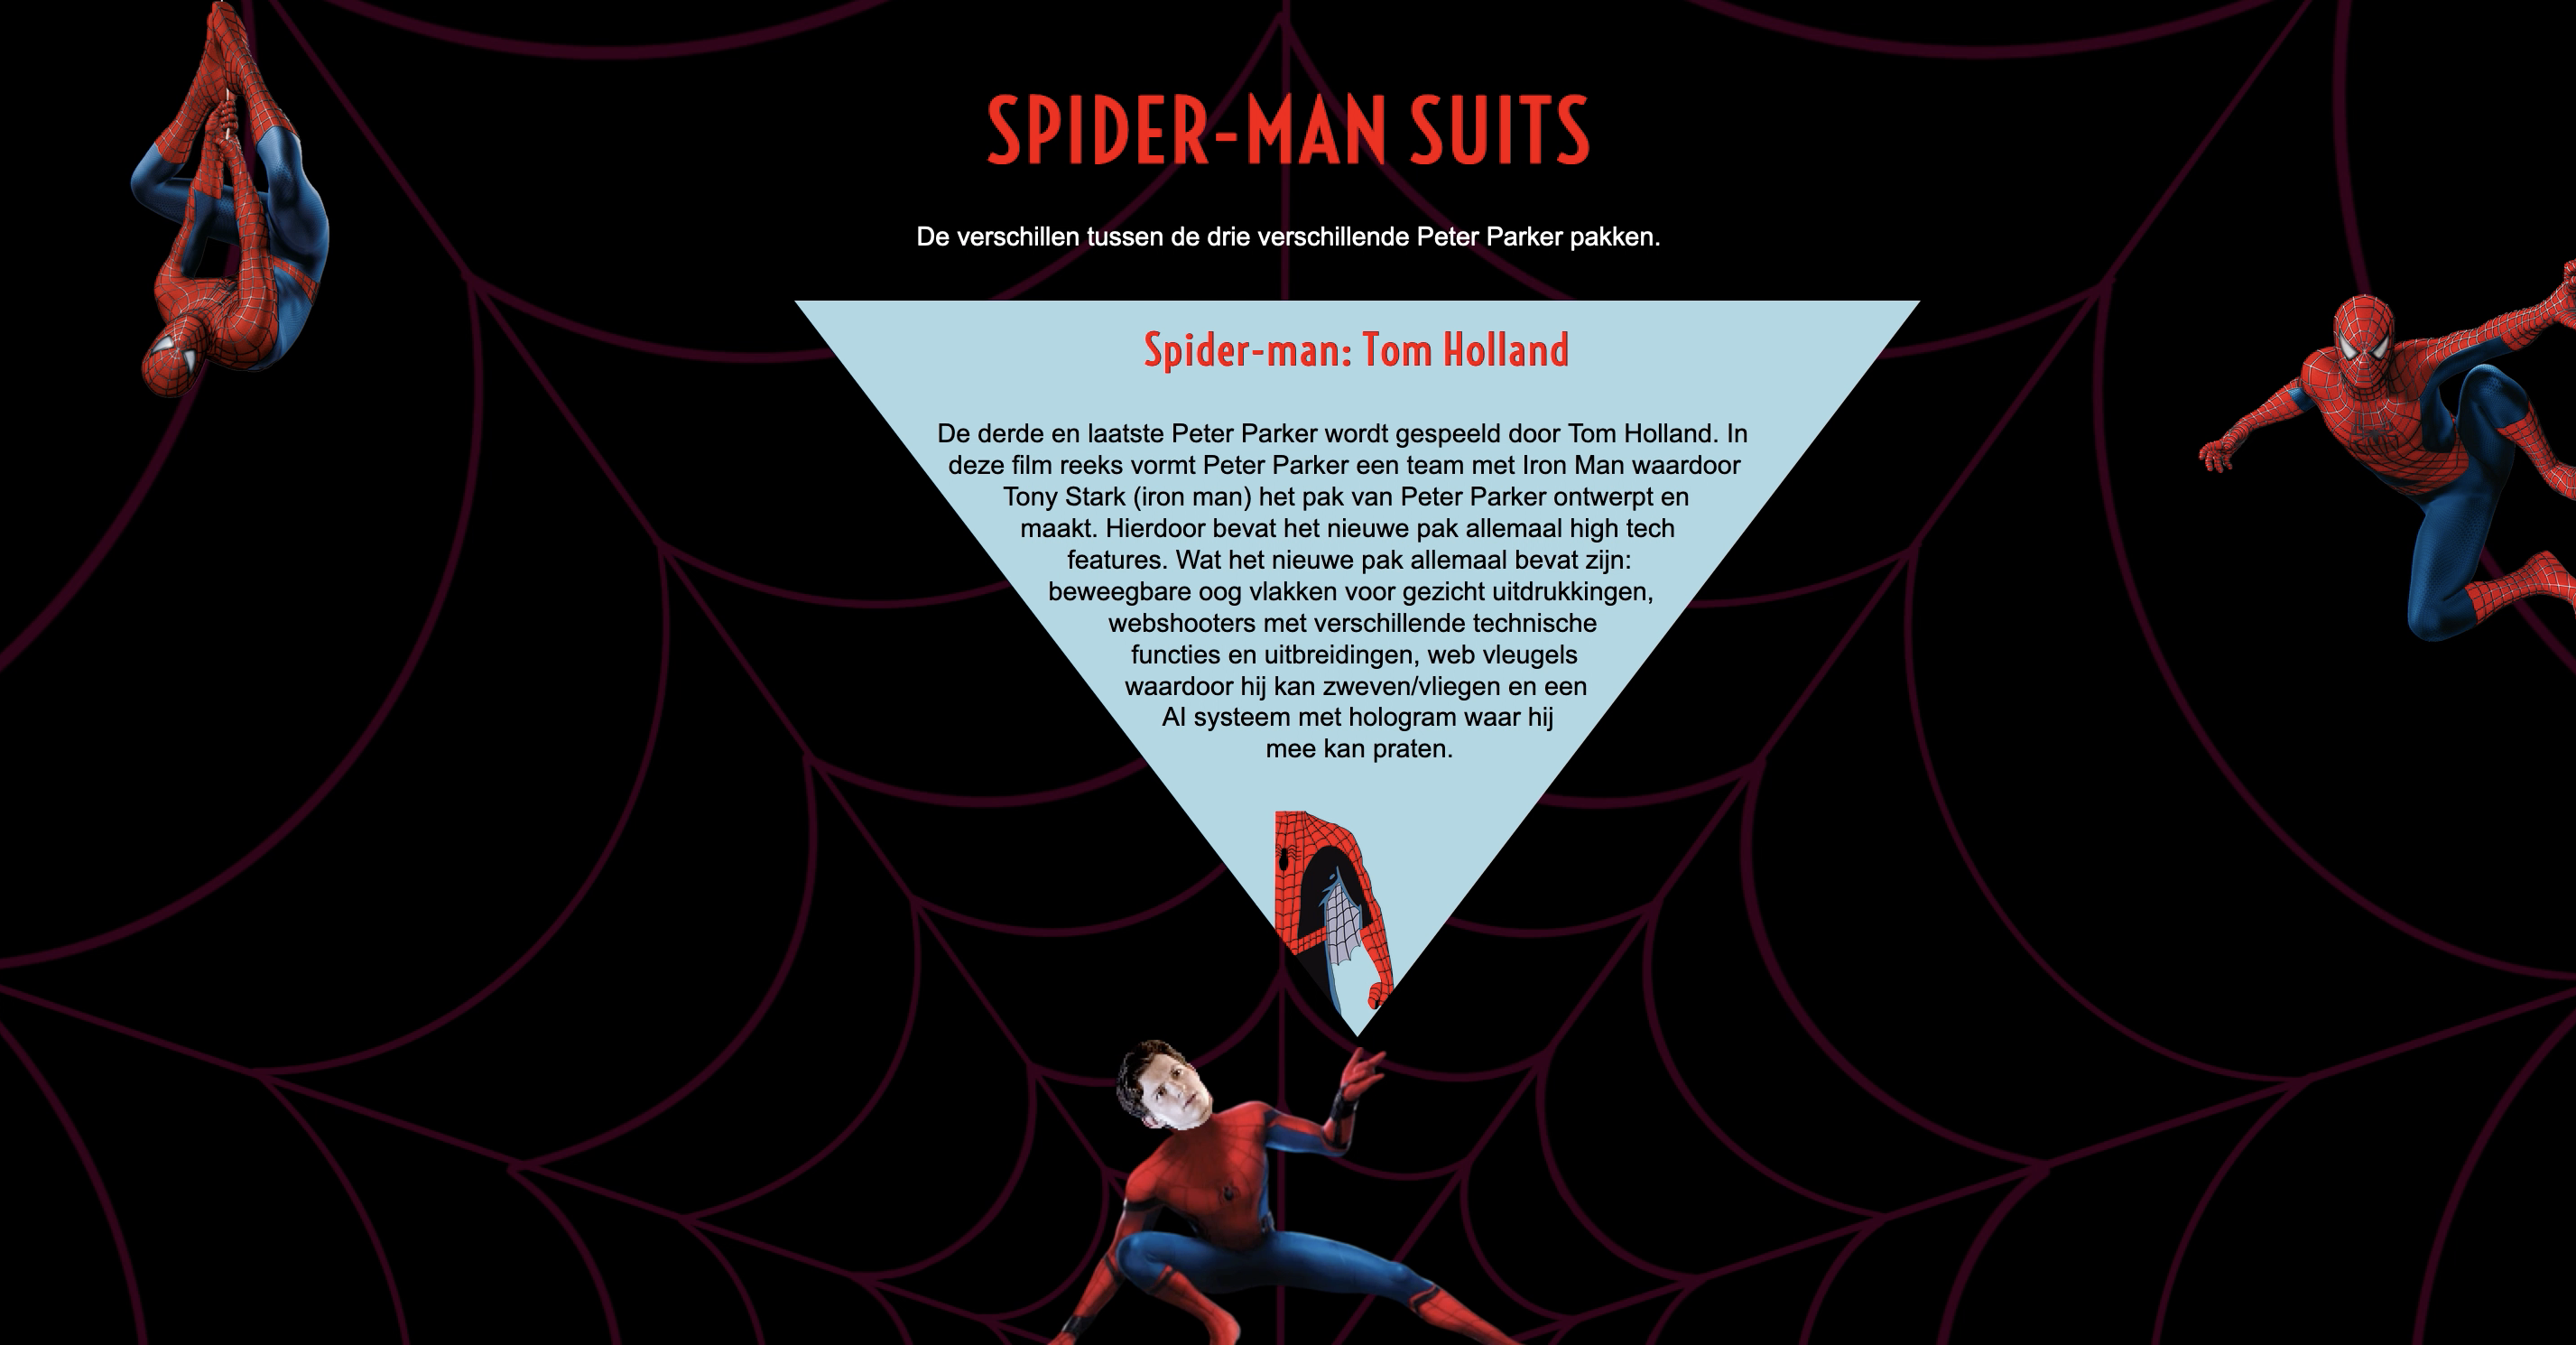 SPIDER-MAN SUITS
De verschillen tussen de drie verschillende Peter Parker pakken.
Spider-man: Tom Holland
De derde en laatste Peter Parker wordt gespeeld door Tom Holland. In
deze film reeks vormt Peter Parker een team met Iron Man waardoor
Tony Stark (iron man) het pak van Peter Parker ontwerpt en
maakt. Hierdoor bevat het nieuwe pak allemaal high tech
features. Wat het nieuwe pak allemaal bevat zijn:
beweegbare oog vlakken voor gezicht uitdrukkingen,
webshooters met verschillende technische
functies en uitbreidingen, web vleugels
waardoor hij kan zweven/vliegen en een
AI systeem met hologram waar hij
mee kan praten.